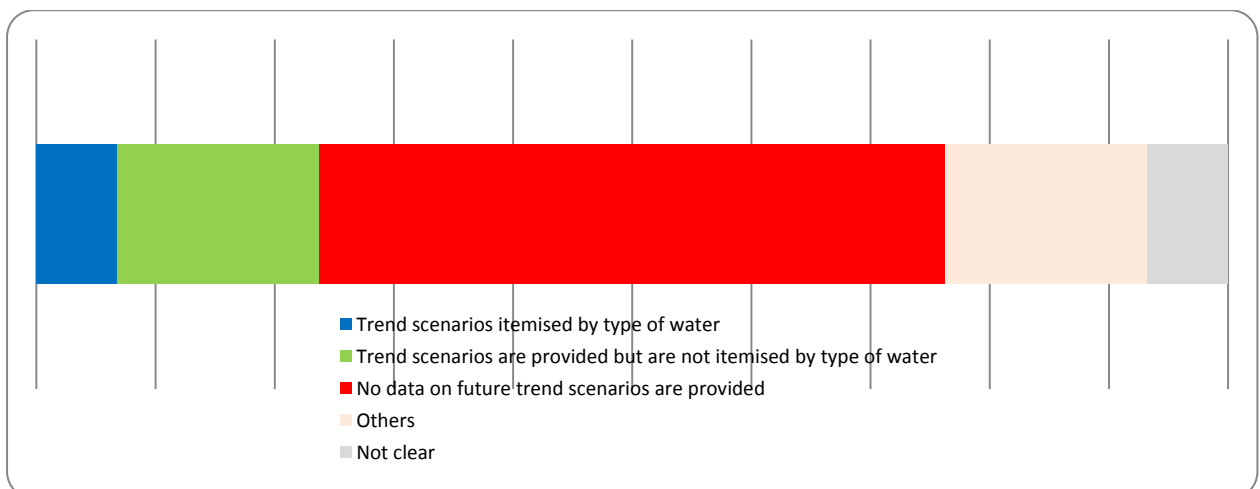 Trend scenarios itemised by type of water
Trend scenarios are provided but are not itemised by type of water
No data on future trend scenarios are provided
Others
Not clear